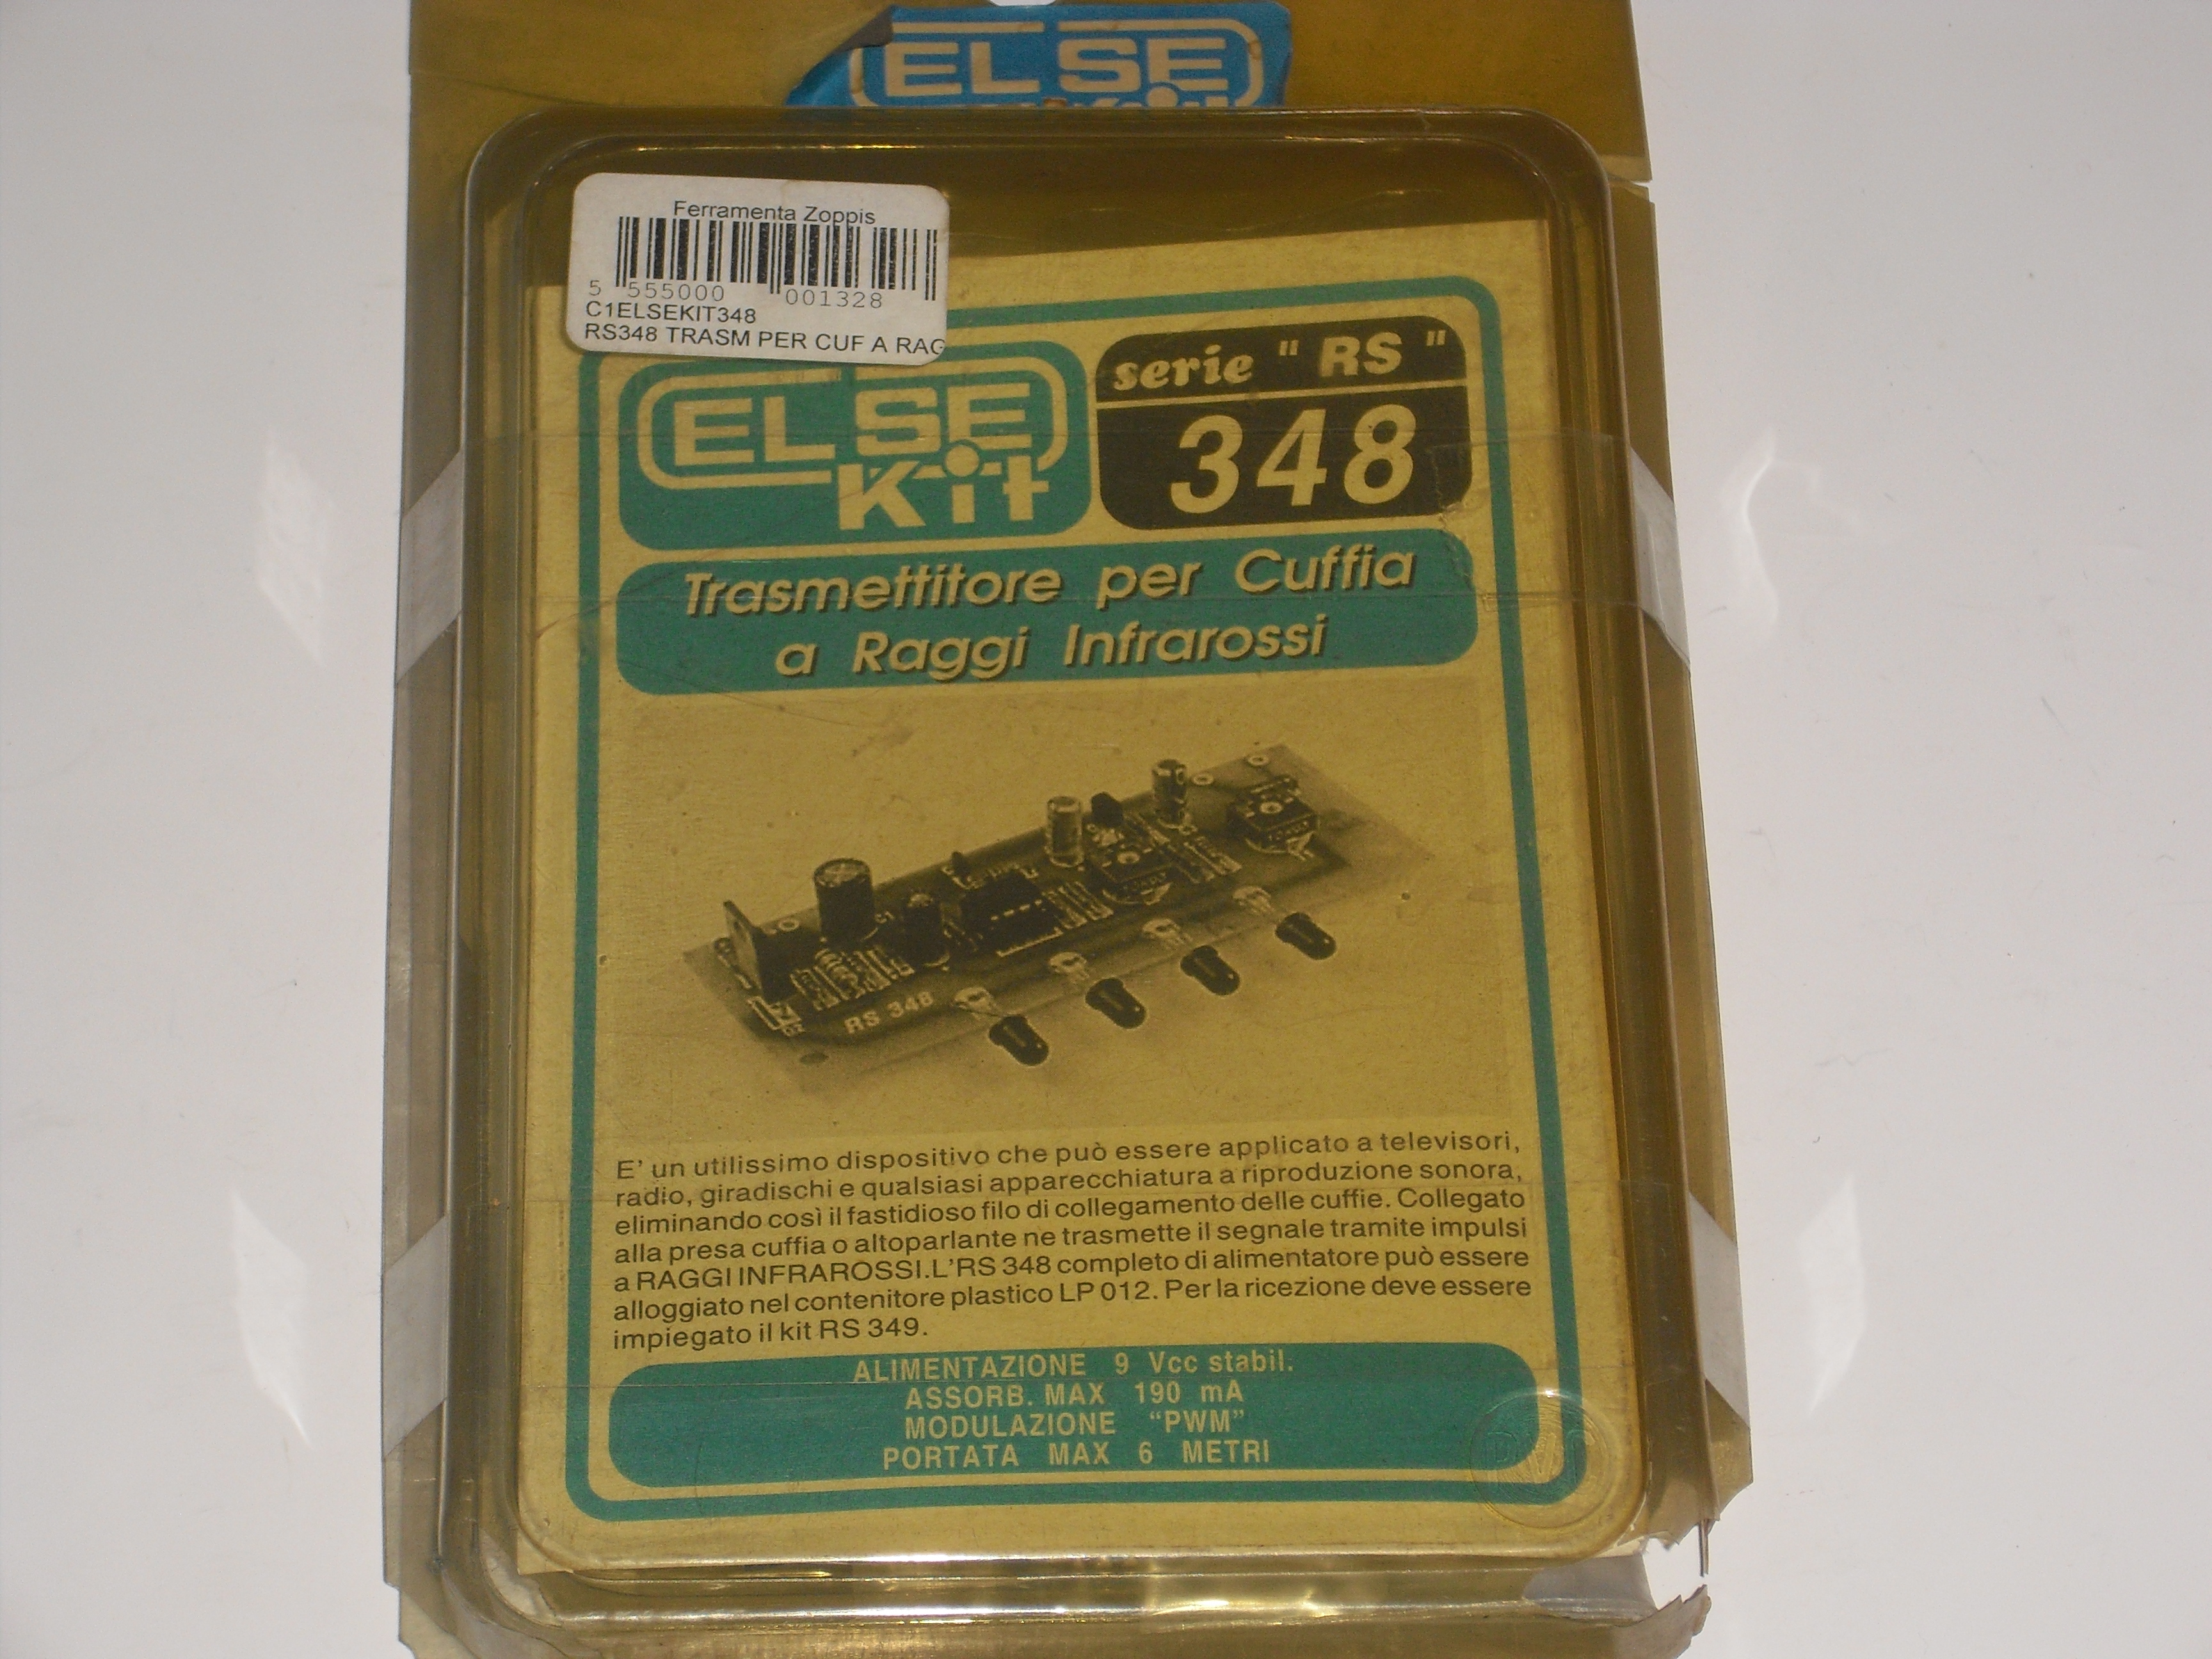 EL SE
Ferramenta Zoppis
5 555000 001328
C1ELSEKIT348
RS348 TRASM PER CUF A RAG
EL SE
Kit
serie " RS "
348
Trasmettitore per Cuffia
a Raggi Infrarossi
RS 348
E' un utilissimo dispositivo che può essere applicato a televisori,
radio, giradischi e qualsiasi apparecchiatura a riproduzione sonora,
eliminando così il fastidioso filo di collegamento delle cuffie. Collegato
alla presa cuffia o altoparlante ne trasmette il segnale tramite impulsi
a RAGGI INFRAROSSI.L'RS 348 completo di alimentatore può essere
alloggiato nel contenitore plastico LP 012. Per la ricezione deve essere
impiegato il kit RS 349.
ALIMENTAZIONE 9 Vcc stabil.
ASSORB. MAX 190 mA
MODULAZIONE "PWM"
PORTATA MAX 6 METRI